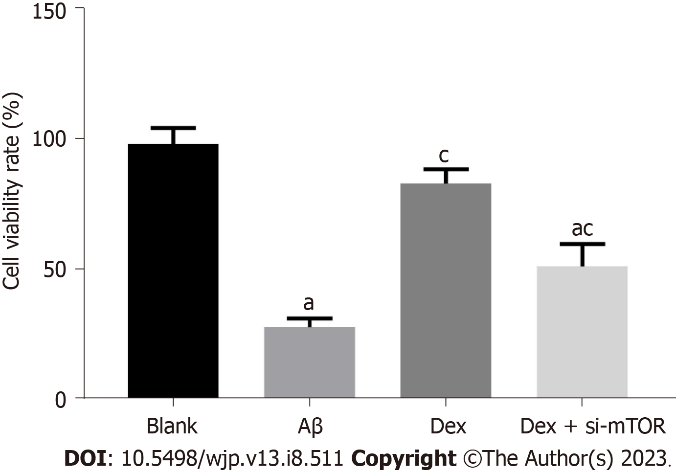 150
100
50
0
Cell viability rate (%)
a
c
ac
Blank Aβ Dex Dex + si-mTOR
DOI: 10.5498/wjp.v13.i8.511 Copyright ©The Author(s) 2023.